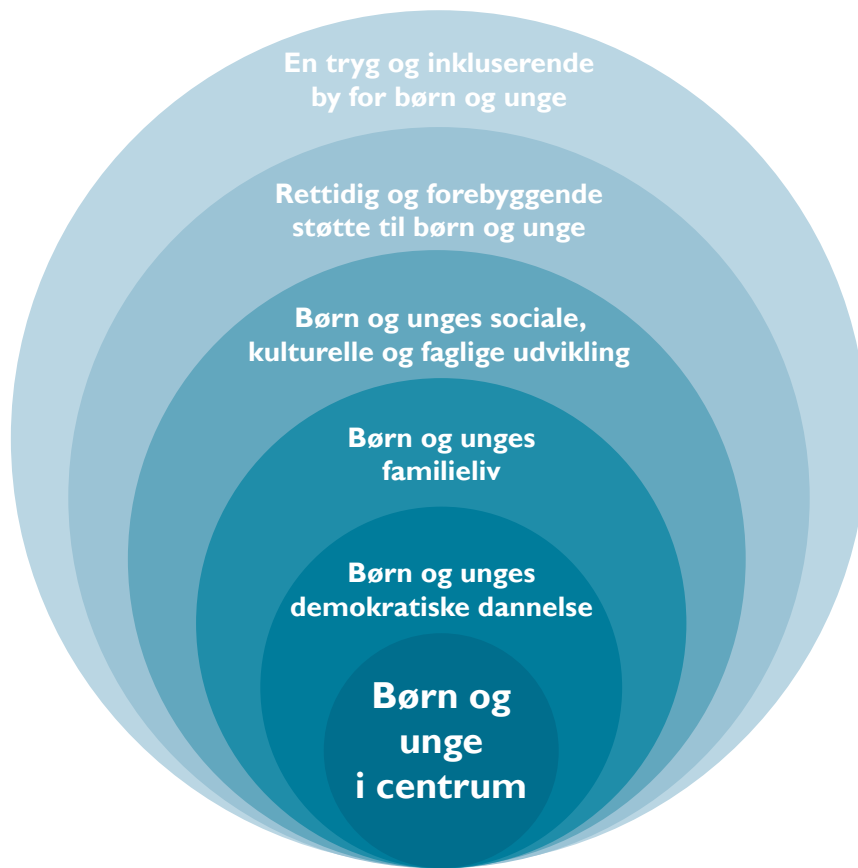 En tryg og inkluserende
by for børn og unge
Rettidig og forebyggende
støtte til børn og unge
Børn og unges sociale,
kulturelle og faglige udvikling
Børn og unges
familieliv
Børn og unges
demokratiske dannelse
Børn og
unge
i centrum